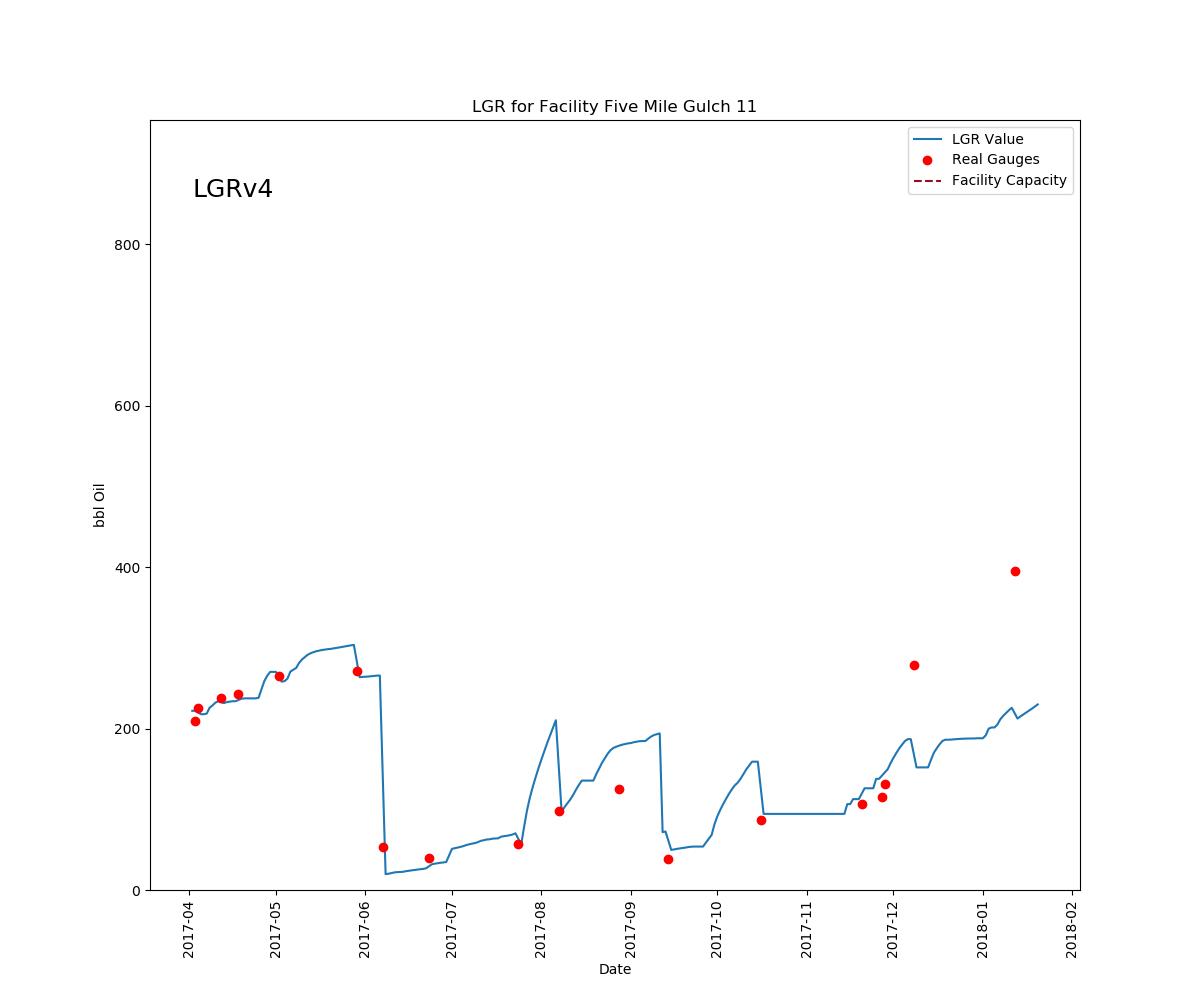 LGR for Facility Five Mile Gulch 11
LGR Value
Real Gauges
Facility Capacity
LGRv4
bbl Oil
800
600
400
200
0
2017-04
2017-05
2017-06
2017-07
2017-08
2017-09
2017-10
2017-11
2017-12
2018-01
2018-02
Date